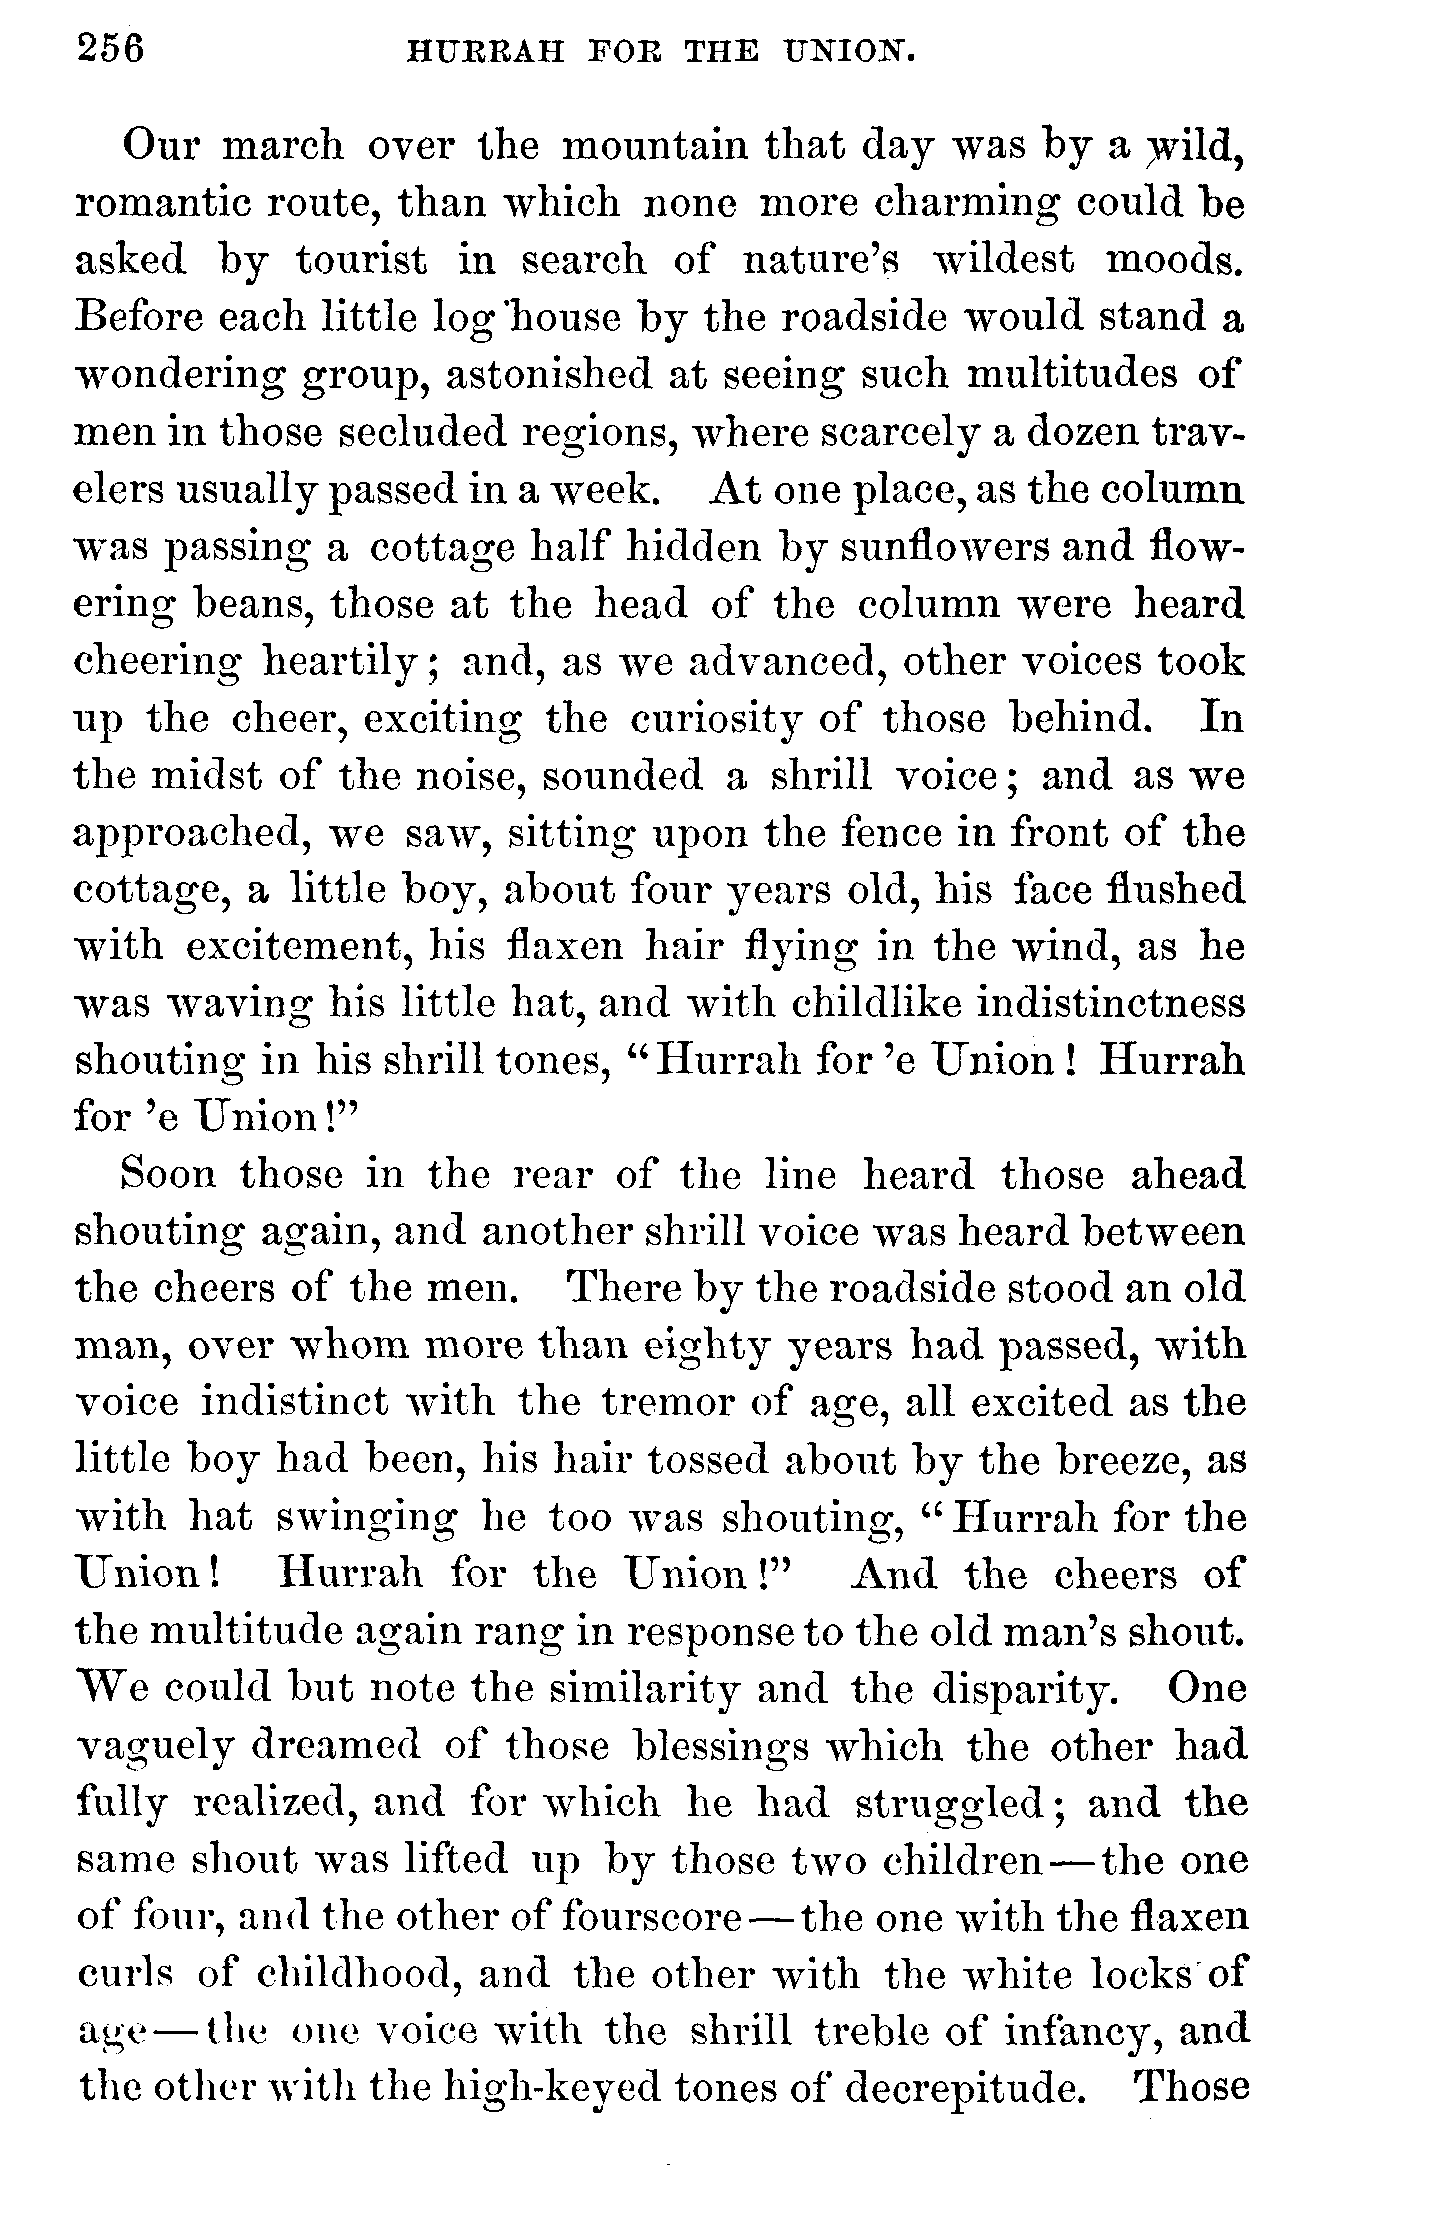 256 HURRAH FOR THE UNION.
Our march over the mountain that day was by a wild,
romantic route, than which none more charming could be
asked by tourist in search of nature's wildest moods.
Before each little log house by the roadside would stand a
wondering group, astonished at seeing such multitudes of
men in those secluded regions, where scarcely a dozen trav-
elers usually passed in a week. At one place, as the column
was passing a cottage half hidden by sunflowers and flow-
ering beans, those at the head of the column were heard
cheering heartily; and, as we advanced, other voices took
up the cheer, exciting the curiosity of those behind. In
the midst of the noise, sounded a shrill voice; and as we
approached, we saw, sitting upon the fence in front of the
cottage, a little boy, about four years old, his face flushed
with excitement, his flaxen hair flying in the wind, as he
was waving his little hat, and with childlike indistinctness
shouting in his shrill tones, "Hurrah for 'e Union! Hurrah
for 'e Union!"
Soon those in the rear of the line heard those ahead
shouting again, and another shrill voice was heard between
the cheers of the men. There by the roadside stood an old
man, over whom more than eighty years had passed, with
voice indistinct with the tremor of age, all excited as the
little boy had been, his hair tossed about by the breeze, as
with hat swinging he too was shouting, "Hurrah for the
Union! Hurrah for the Union!" And the cheers of
the multitude again rang in response to the old man's shout.
We could but note the similarity and the disparity. One
vaguely dreamed of those blessings which the other had
fully realized, and for which he had struggled; and the
same shout was lifted up by those two children—the one
of four, and the other of fourscore—the one with the flaxen
curls of childhood, and the other with the white locks of
age—the one voice with the shrill treble of infancy, and
the other with the high-keyed tones of decrepitude. Those